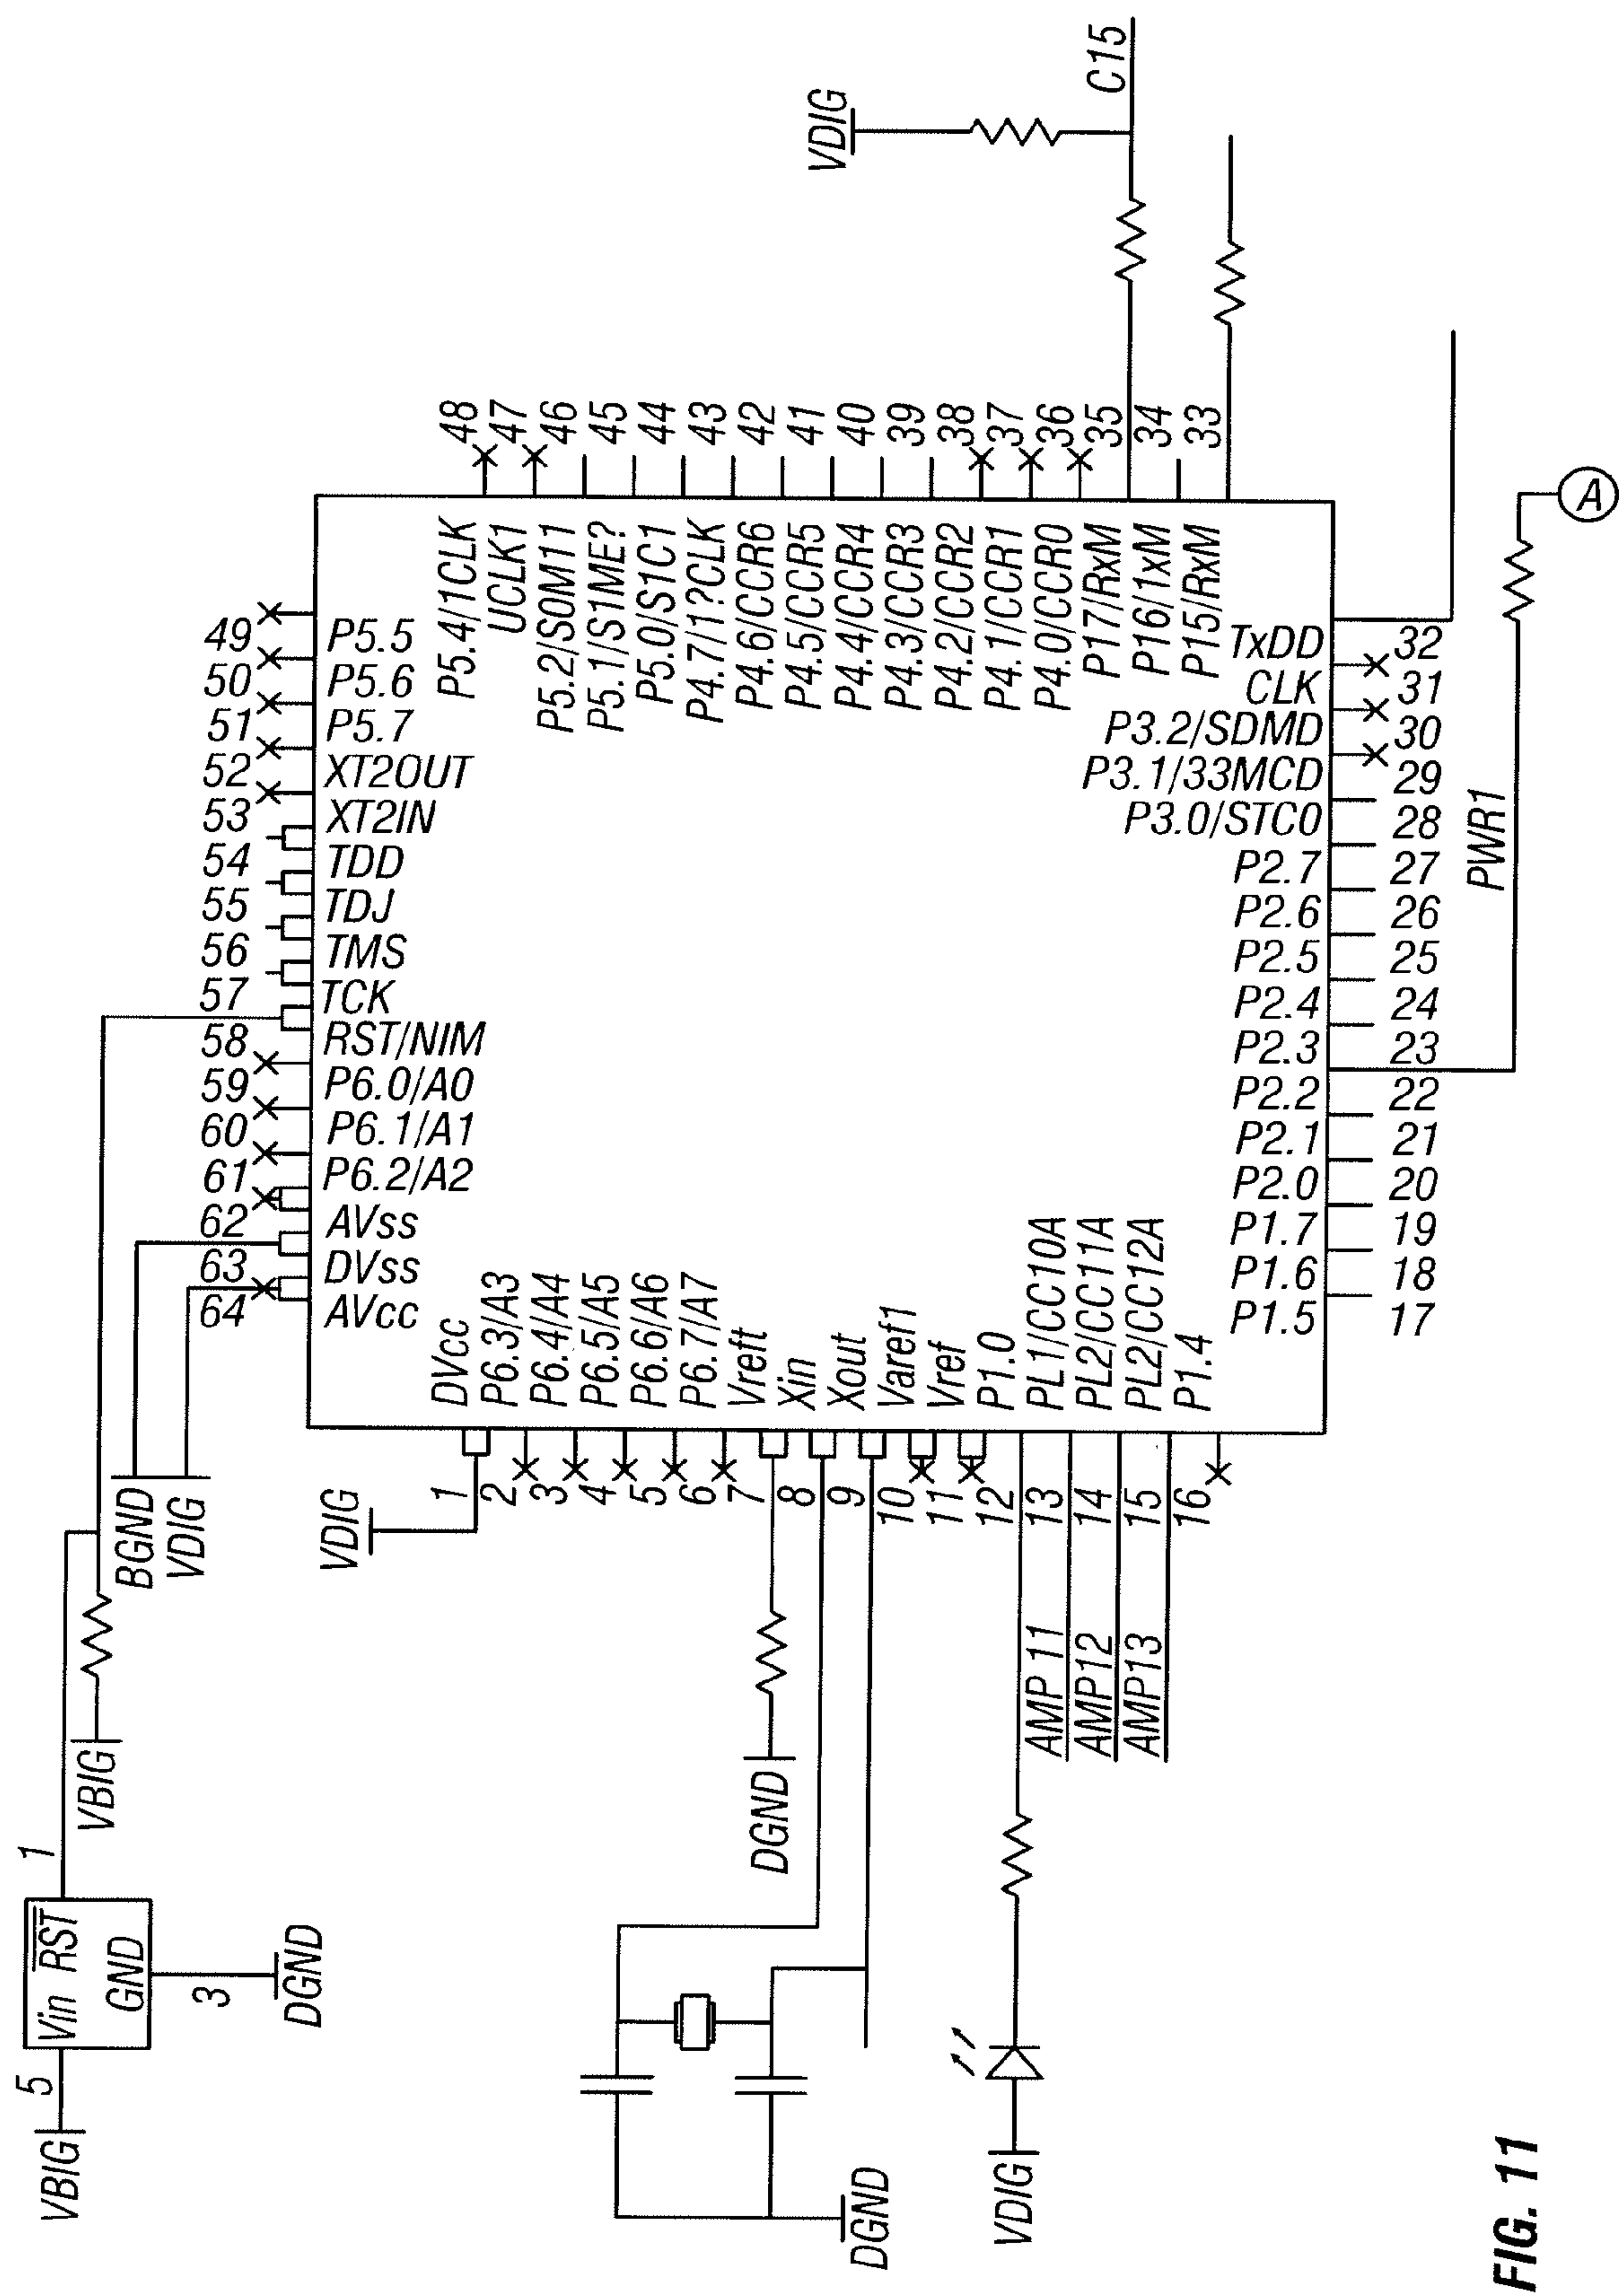 VBIG
5
Vin RST
GND
1
3
DGND
VBIG
BGND
VDIG
49
50
51
52
53
54
55
56
57
58
59
60
61
62
63
64
P5.5
P5.6
P5.7
XT2OUT
XT2IN
TDD
TDJ
TMS
TCK
RST/NIM
P6.0/A0
P6.1/A1
P6.2/A2
AVss
DVss
AVcc
VDIG
1
2
3
4
5
6
7
8
9
10
11
12
13
14
15
16
DVcc
P6.3/A3
P6.4/A4
P6.5/A5
P6.6/A6
P6.7/A7
Vreft
Xin
Xout
Varef1
Vref
P1.0
PL1/CC10A
PL2/CC11A
PL2/CC12A
P1.4
DGND
DGND
VDIG
AMP 11
AMP12
AMP13
48
47
46
45
44
43
42
41
40
39
38
37
36
35
34
33
P5.4/1CLK
UCLK1
P5.2/SOM11
P5.1/S1ME?
P5.0/S1C1
P4.7/1?CLK
P4.6/CCR6
P4.5/CCR5
P4.4/CCR4
P4.3/CCR3
P4.2/CCR2
P4.1/CCR1
P4.0/CCR0
P17/RxM
P16/1xM
P15/RxM
VDIG
C15
TxDD
CLK
P3.2/SDMD
P3.1/33MCD
P3.0/STC0
P2.7
P2.6
P2.5
P2.4
P2.3
P2.2
P2.1
P2.0
P1.7
P1.6
P1.5
32
31
30
29
28
27
26
25
24
23
22
21
20
19
18
17
PWR1
A
FIG. 11